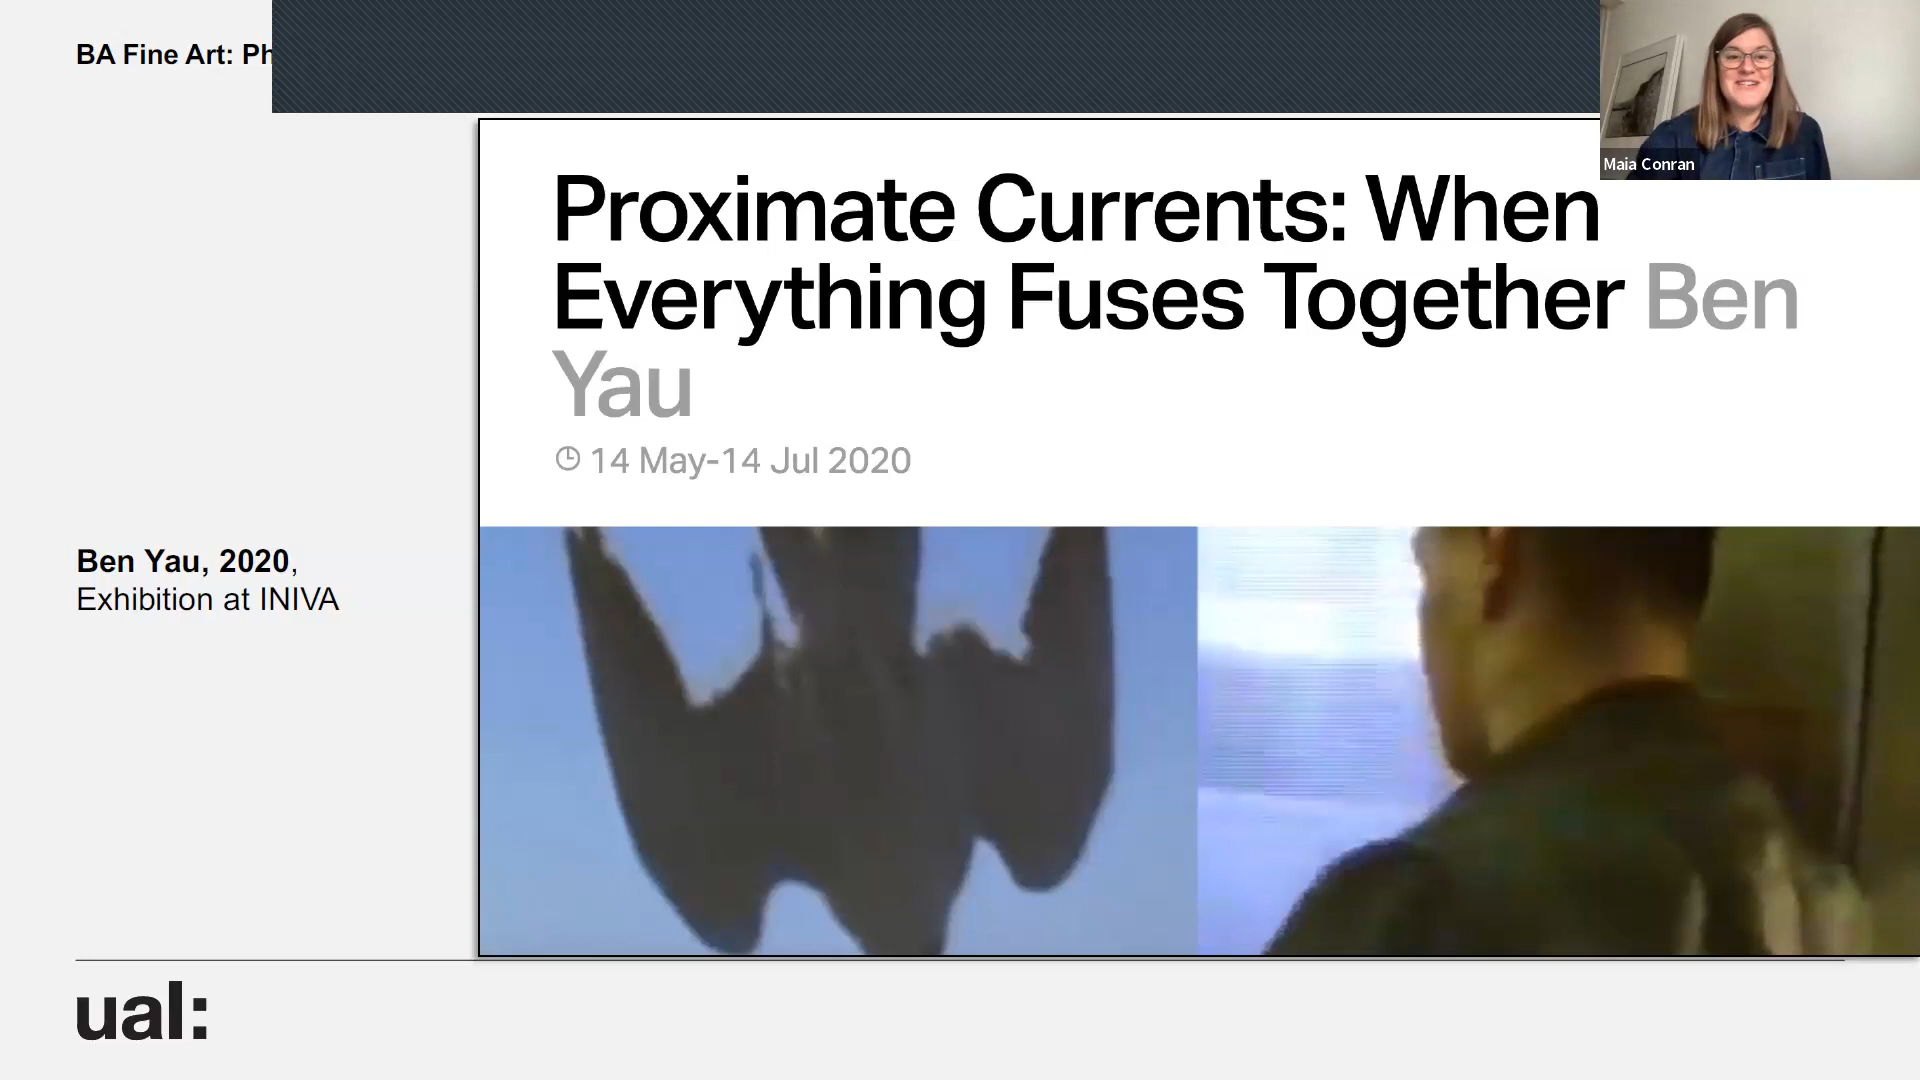 BA Fine Art: Ph
Maia Conran
Proximate Currents: When
Everything Fuses Together Ben
Yau
14 May-14 Jul 2020
Ben Yau, 2020,
Exhibition at INIVA
ual: